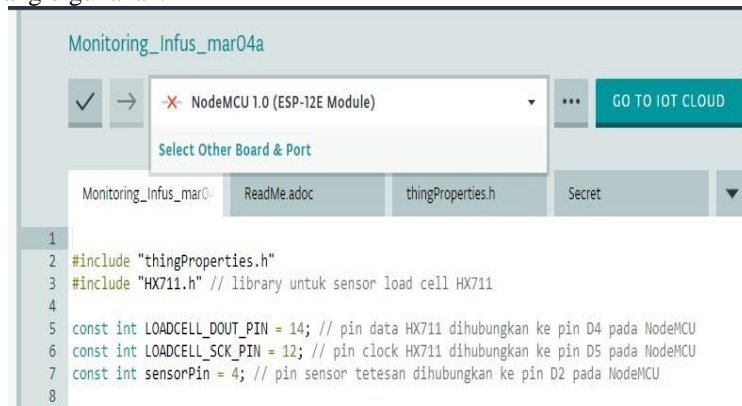 Monitoring_Infus_mar04a
NodeMCU 1.0 (ESP-12E Module)
GO TO IOT CLOUD
Select Other Board & Port
Monitoring_Infus_mar0
ReadMe.adoc
thingProperties.h
Secret
1
2 #include "thingProperties.h"
3 #include "HX711.h" // library untuk sensor load cell HX711
4
5 const int LOADCELL_DOUT_PIN = 14; // pin data HX711 dihubungkan ke pin D4 pada NodeMCU
6 const int LOADCELL_SCK_PIN = 12; // pin clock HX711 dihubungkan ke pin D5 pada NodeMCU
7 const int sensorPin = 4; // pin sensor tetesan dihubungkan ke pin D2 pada NodeMCU
8